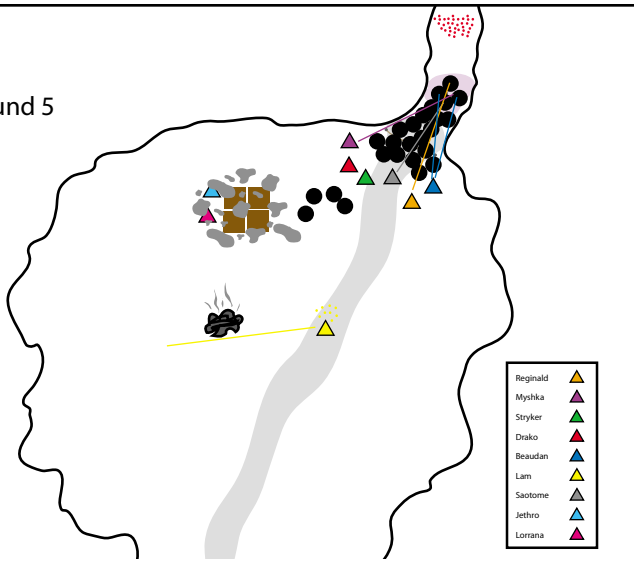 und 5
Reginald
Myshka
Stryker
Drako
Beaudan
Lam
Saotome
Jethro
Lorrana